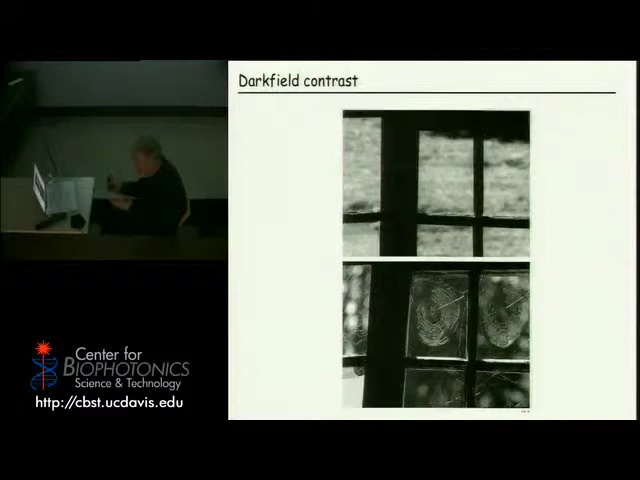 Darkfield contrast
Center for
BIOPHOTONICS
Science & Technology
http://cbst.ucdavis.edu